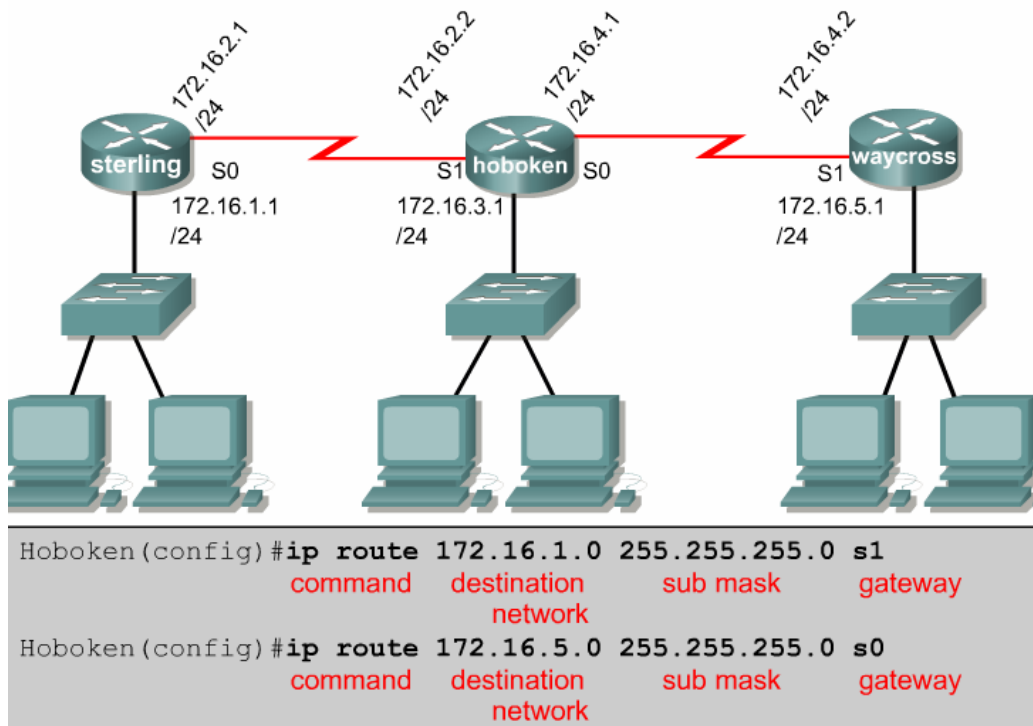 172.16.2.1
/24
172.16.2.2
/24
172.16.4.1
/24
172.16.4.2
/24
sterling
S0
S1
hoboken
S0
S1
waycross
172.16.1.1
/24
172.16.3.1
/24
172.16.5.1
/24
Hoboken(config)#ip route 172.16.1.0 255.255.255.0 s1
command destination sub mask gateway
network
Hoboken(config)#ip route 172.16.5.0 255.255.255.0 s0
command destination sub mask gateway
network